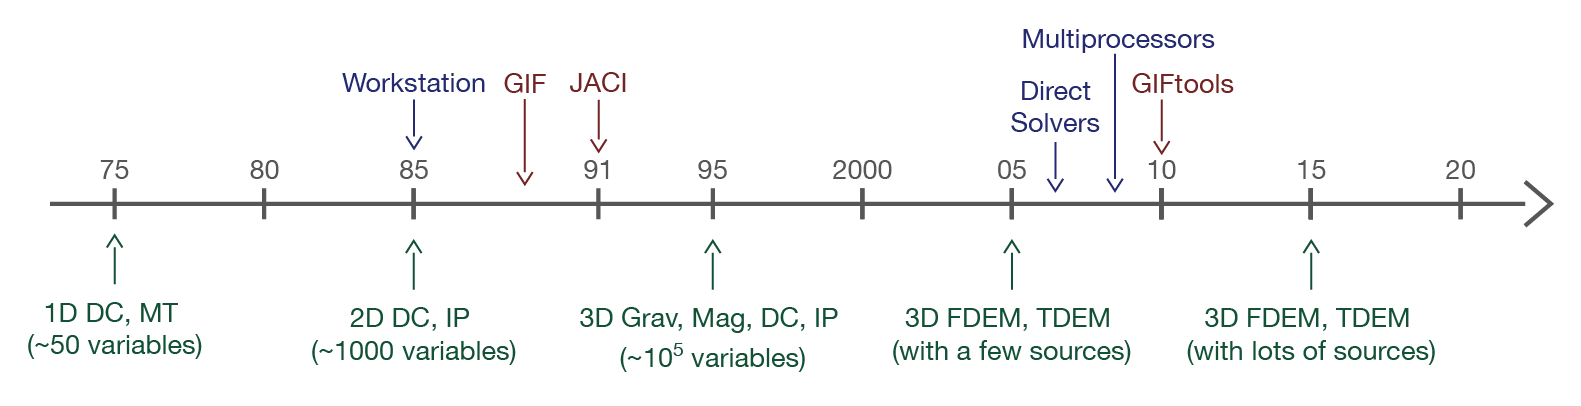 Multiprocessors
Workstation GIF JACI Direct Solvers GIFtools
75 80 85 91 95 2000 05 10 15 20
1D DC, MT
(~50 variables)
2D DC, IP
(~1000 variables)
3D Grav, Mag, DC, IP
(~10⁵ variables)
3D FDEM, TDEM
(with a few sources)
3D FDEM, TDEM
(with lots of sources)